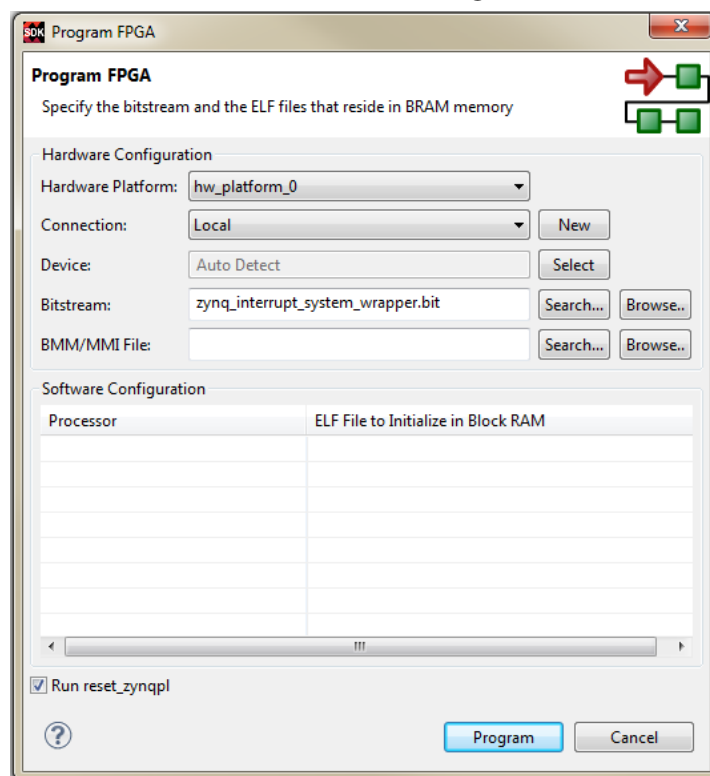 SDK Program FPGA
Program FPGA
Specify the bitstream and the ELF files that reside in BRAM memory
Hardware Configuration
Hardware Platform: hw_platform_0
Connection: Local New
Device: Auto Detect Select
Bitstream: zynq_interrupt_system_wrapper.bit Search... Browse..
BMM/MMI File: Search... Browse..
Software Configuration
Processor ELF File to Initialize in Block RAM
Run reset_zynqpl
? Program Cancel